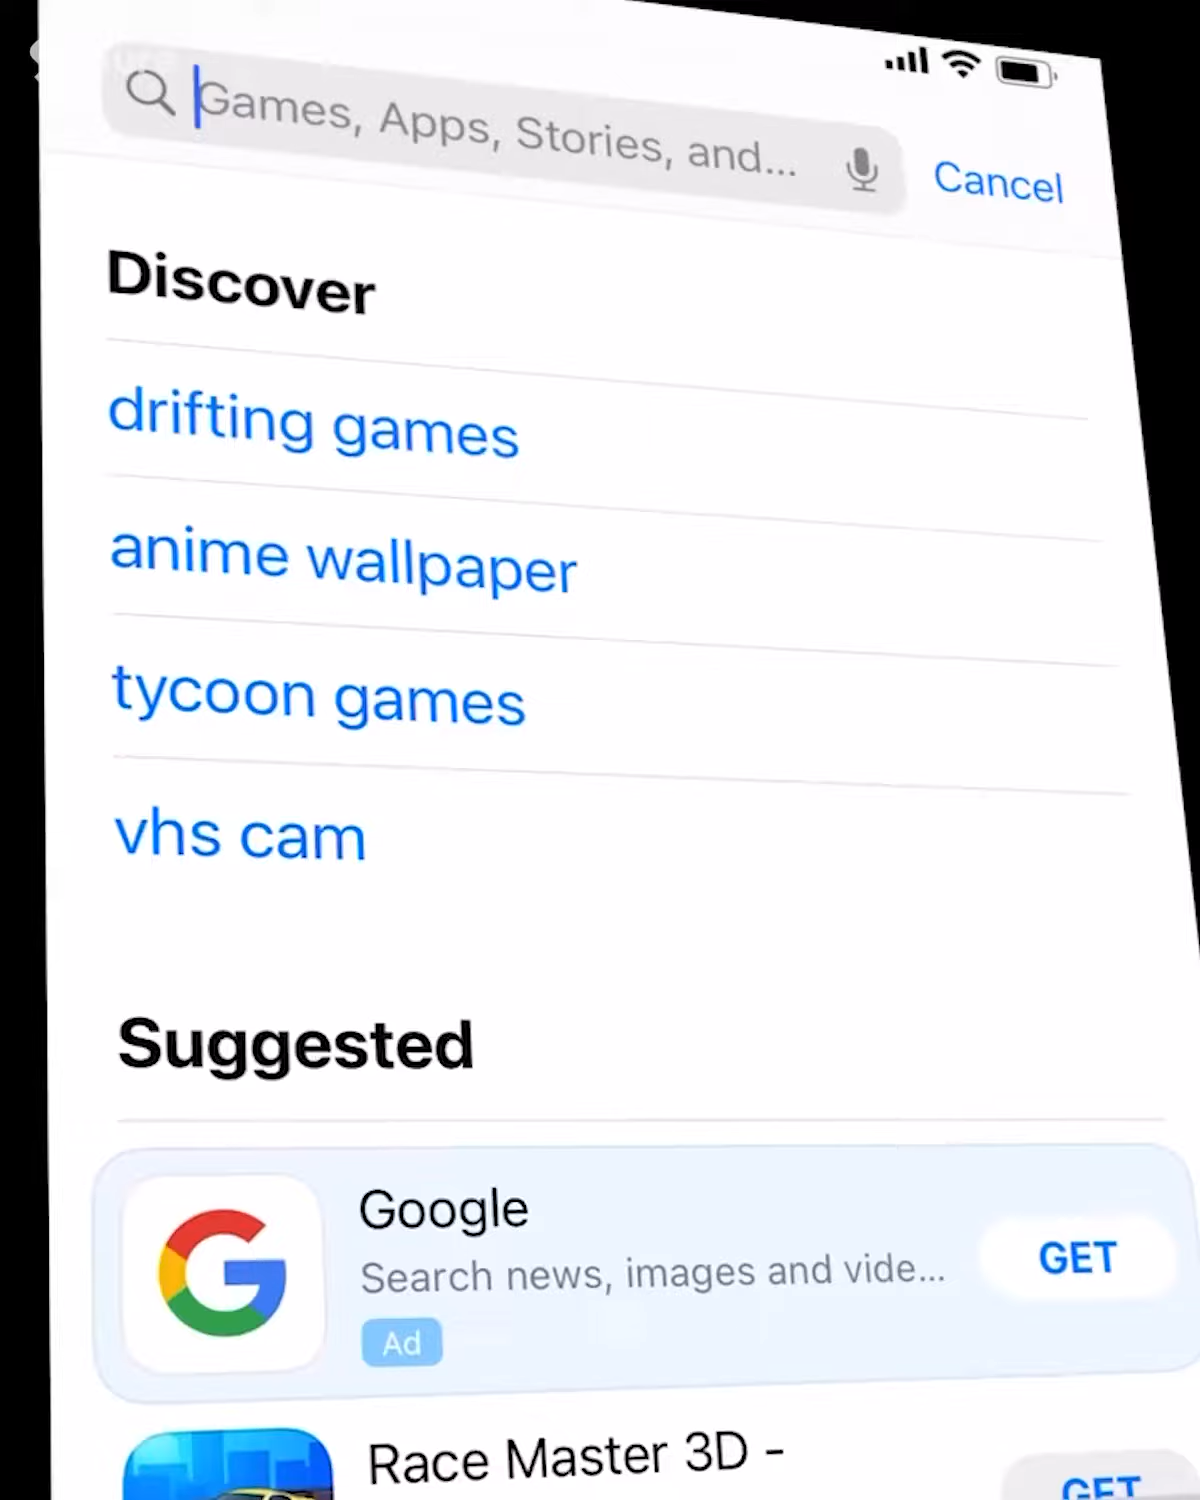 Games, Apps, Stories, and...
Cancel
Discover
drifting games
anime wallpaper
tycoon games
vhs cam
Suggested
Google
Search news, images and vide...
GET
Ad
Race Master 3D -
GET